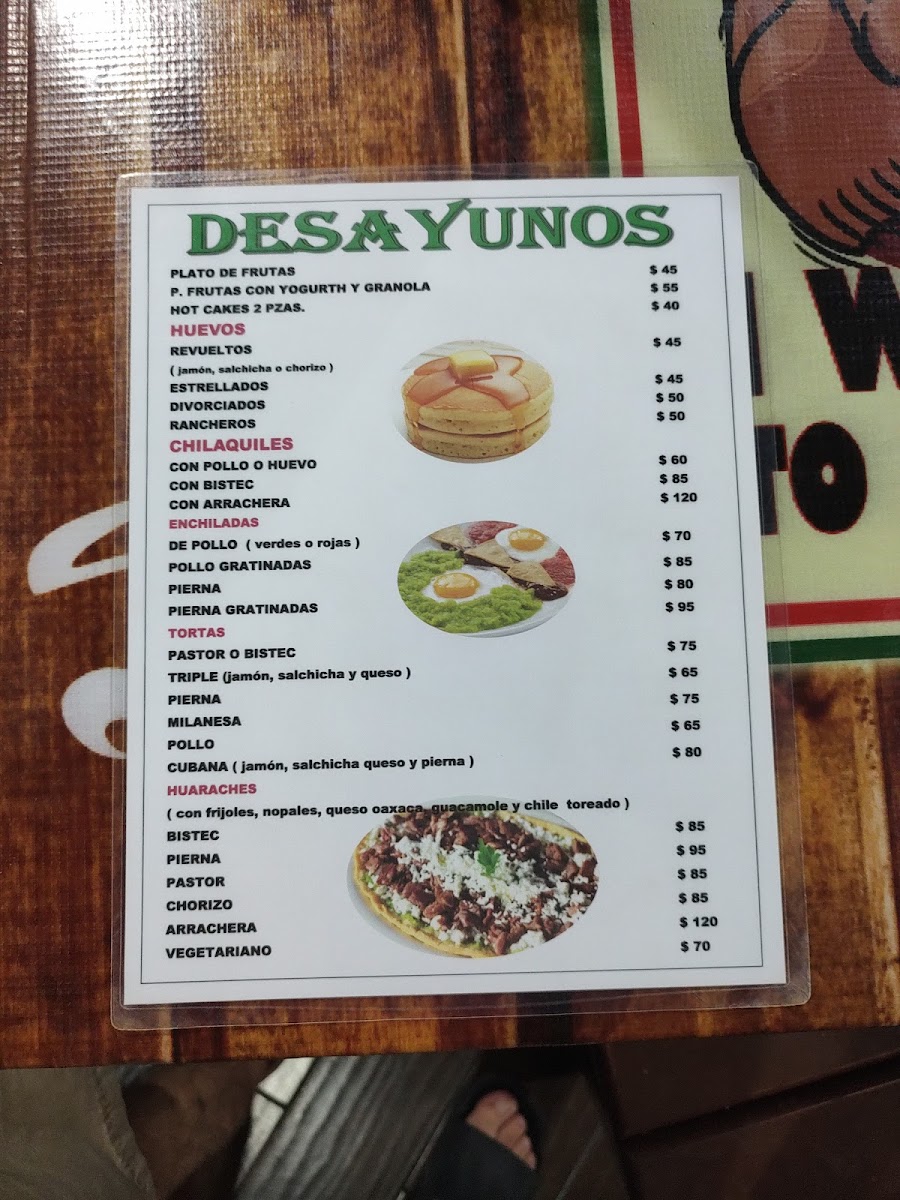 DESAYUNOS
PLATO DE FRUTAS $ 45
P. FRUTAS CON YOGURTH Y GRANOLA $ 55
HOT CAKES 2 PZAS. $ 40
HUEVOS
REVUELTOS $ 45
( jamón, salchicha o chorizo )
ESTRELLADOS $ 45
DIVORCIADOS $ 50
RANCHEROS $ 50
CHILAQUILES
CON POLLO O HUEVO $ 60
CON BISTEC $ 85
CON ARRACHERA $ 120
ENCHILADAS
DE POLLO ( verdes o rojas ) $ 70
POLLO GRATINADAS $ 85
PIERNA $ 80
PIERNA GRATINADAS $ 95
TORTAS
PASTOR O BISTEC $ 75
TRIPLE (jamón, salchicha y queso ) $ 65
PIERNA $ 75
MILANESA $ 65
POLLO
CUBANA ( jamón, salchicha queso y pierna ) $ 80
HUARACHES
( con frijoles, nopales, queso oaxaca, guacamole y chile toreado )
BISTEC $ 85
PIERNA $ 95
PASTOR $ 85
CHORIZO $ 85
ARRACHERA $ 120
VEGETARIANO $ 70
TO